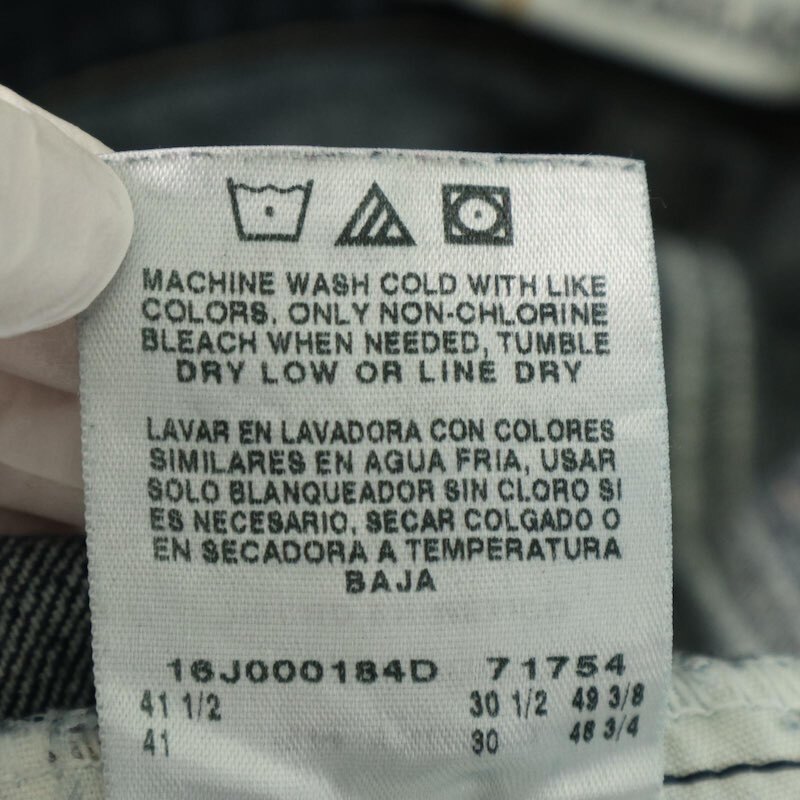 MACHINE WASH COLD WITH LIKE
COLORS. ONLY NON-CHLORINE
BLEACH WHEN NEEDED, TUMBLE
DRY LOW OR LINE DRY
LAVAR EN LAVADORA CON COLORES
SIMILARES EN AGUA FRIA, USAR
SOLO BLANQUEADOR SIN CLORO SI
ES NECESARIO, SECAR COLGADO O
EN SECADORA A TEMPERATURA
BAJA
16J000184D 71754
41 1/2 30 1/2 49 3/8
41 30 48 3/4